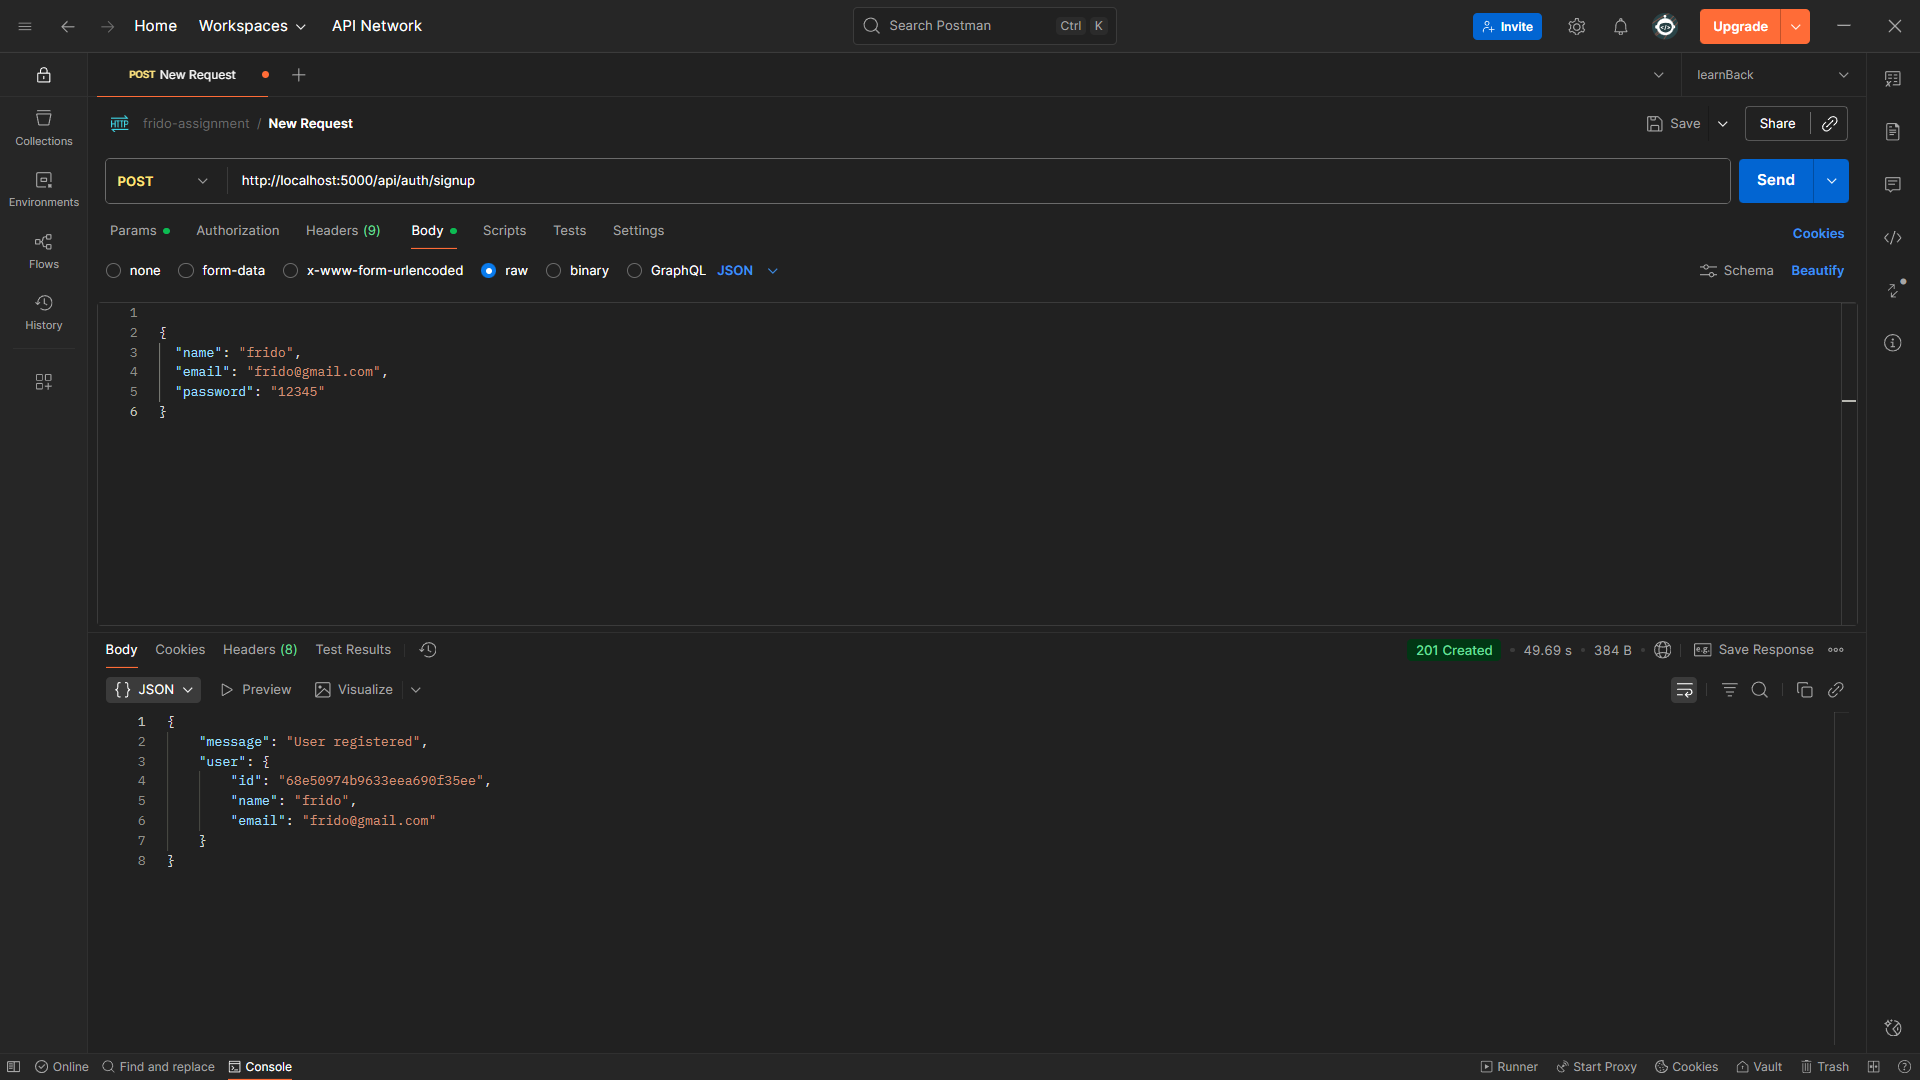 Home Workspaces API Network Search Postman Ctrl K Invite Upgrade
POST New Request learnBack
HTTP frido-assignment / New Request Save Share
POST http://localhost:5000/api/auth/signup Send
Params Authorization Headers (9) Body Scripts Tests Settings Cookies
none form-data x-www-form-urlencoded raw binary GraphQL JSON Schema Beautify
Collections
Environments
Flows
History
1
2 {
3 "name": "frido",
4 "email": "frido@gmail.com",
5 "password": "12345"
6 }
Body Cookies Headers (8) Test Results 201 Created 49.69 s 384 B e.g. Save Response
{} JSON Preview Visualize
1 {
2 "message": "User registered",
3 "user": {
4 "id": "68e50974b9633eea690f35ee",
5 "name": "frido",
6 "email": "frido@gmail.com"
7 }
8 }
Online Find and replace Console Runner Start Proxy Cookies Vault Trash